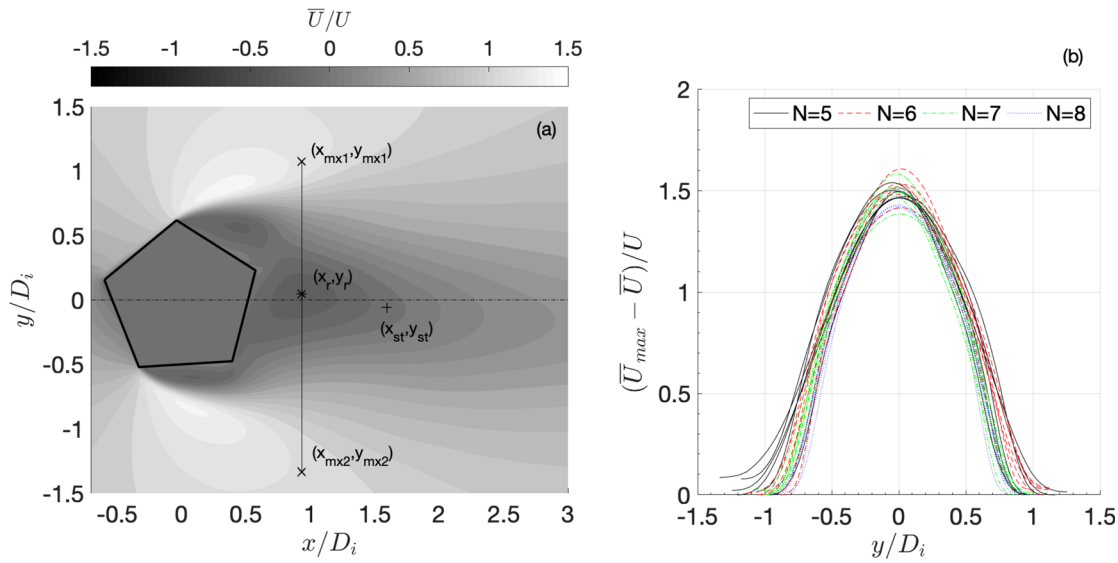 U̅/U
-1.5 -1 -0.5 0 0.5 1 1.5
(a)
1.5
1
0.5
0
-0.5
-1
-1.5
y/D_i
(x_mx1,y_mx1)
(x_r,y_r)
(x_st,y_st)
(x_mx2,y_mx2)
-0.5 0 0.5 1 1.5 2 2.5 3
x/D_i
(b)
N=5 N=6 N=7 N=8
2
1.5
1
0.5
0
(U̅_max − U̅)/U
-1.5 -1 -0.5 0 0.5 1 1.5
y/D_i